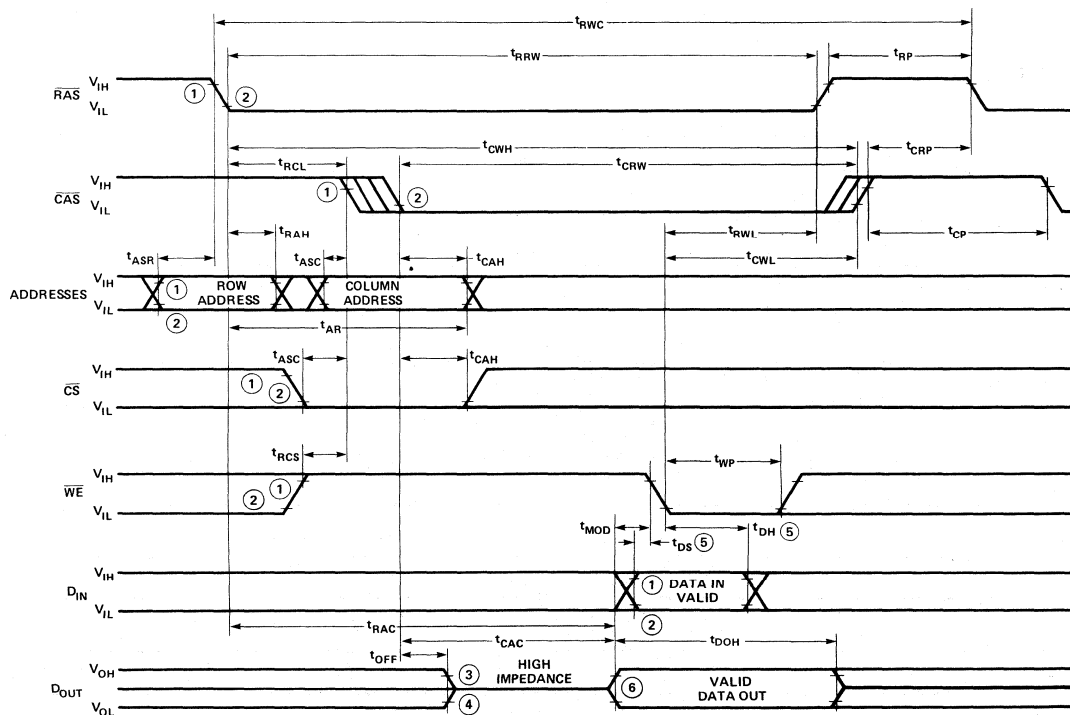 tRWC
tRRW
tRP
RAS
VIH
VIL
1
2
tCWH
tRCL
tCRW
tCRP
CAS
VIH
VIL
1
2
tRAH
tRWL
tCP
tASR
tASC
tCAH
tCWL
ADDRESSES
VIH
VIL
1
2
ROW
ADDRESS
COLUMN
ADDRESS
tAR
tASC
tCAH
CS
VIH
VIL
1
2
tRCS
tWP
WE
VIH
VIL
2
1
tMOD
tDS 5
tDH 5
DIN
VIH
VIL
1
2
DATA IN
VALID
tRAC
tCAC
tDOH
tOFF
DOUT
VOH
VOL
3
4
HIGH
IMPEDANCE
6
VALID
DATA OUT